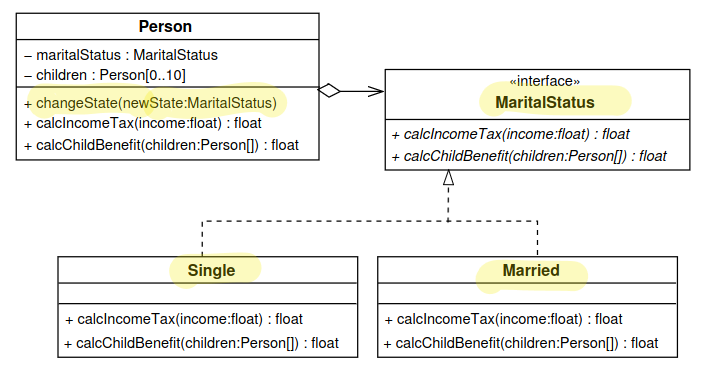 Person
– maritalStatus : MaritalStatus
– children : Person[0..10]
+ changeState(newState:MaritalStatus)
+ calcIncomeTax(income:float) : float
+ calcChildBenefit(children:Person[]) : float
«interface»
MaritalStatus
+ calcIncomeTax(income:float) : float
+ calcChildBenefit(children:Person[]) : float
Single
+ calcIncomeTax(income:float) : float
+ calcChildBenefit(children:Person[]) : float
Married
+ calcIncomeTax(income:float) : float
+ calcChildBenefit(children:Person[]) : float